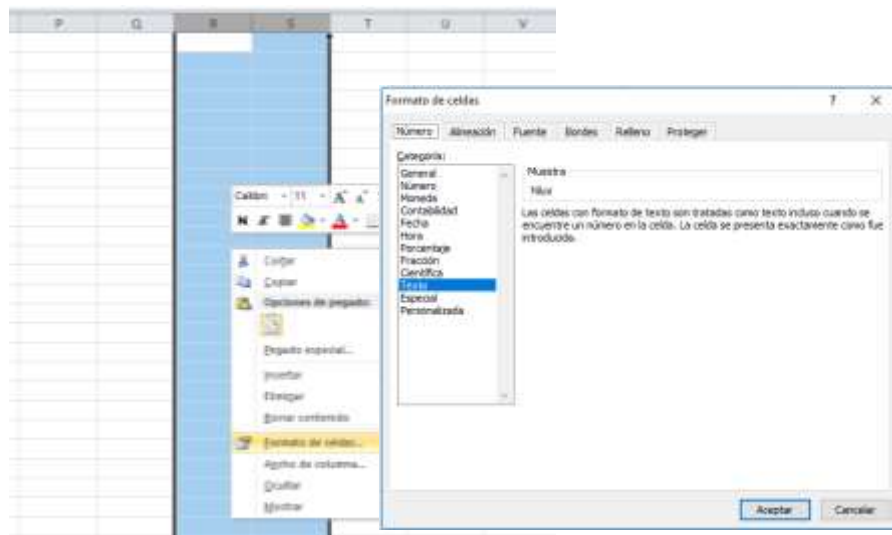 P Q R S T U V
Calibri 11 A A
N K S A
Cortar
Copiar
Opciones de pegado:
Pegado especial...
Insertar
Eliminar
Borrar contenido
Formato de celdas...
Ancho de columna...
Ocultar
Mostrar
Formato de celdas
? X
Número Alineación Fuente Bordes Relleno Proteger
Categoría:
General
Número
Moneda
Contabilidad
Fecha
Hora
Porcentaje
Fracción
Científica
Texto
Especial
Personalizada
Muestra
Las celdas con formato de texto son tratadas como texto incluso cuando se
encuentre un número en la celda. La celda se presenta exactamente como fue
introducida.
Aceptar Cancelar